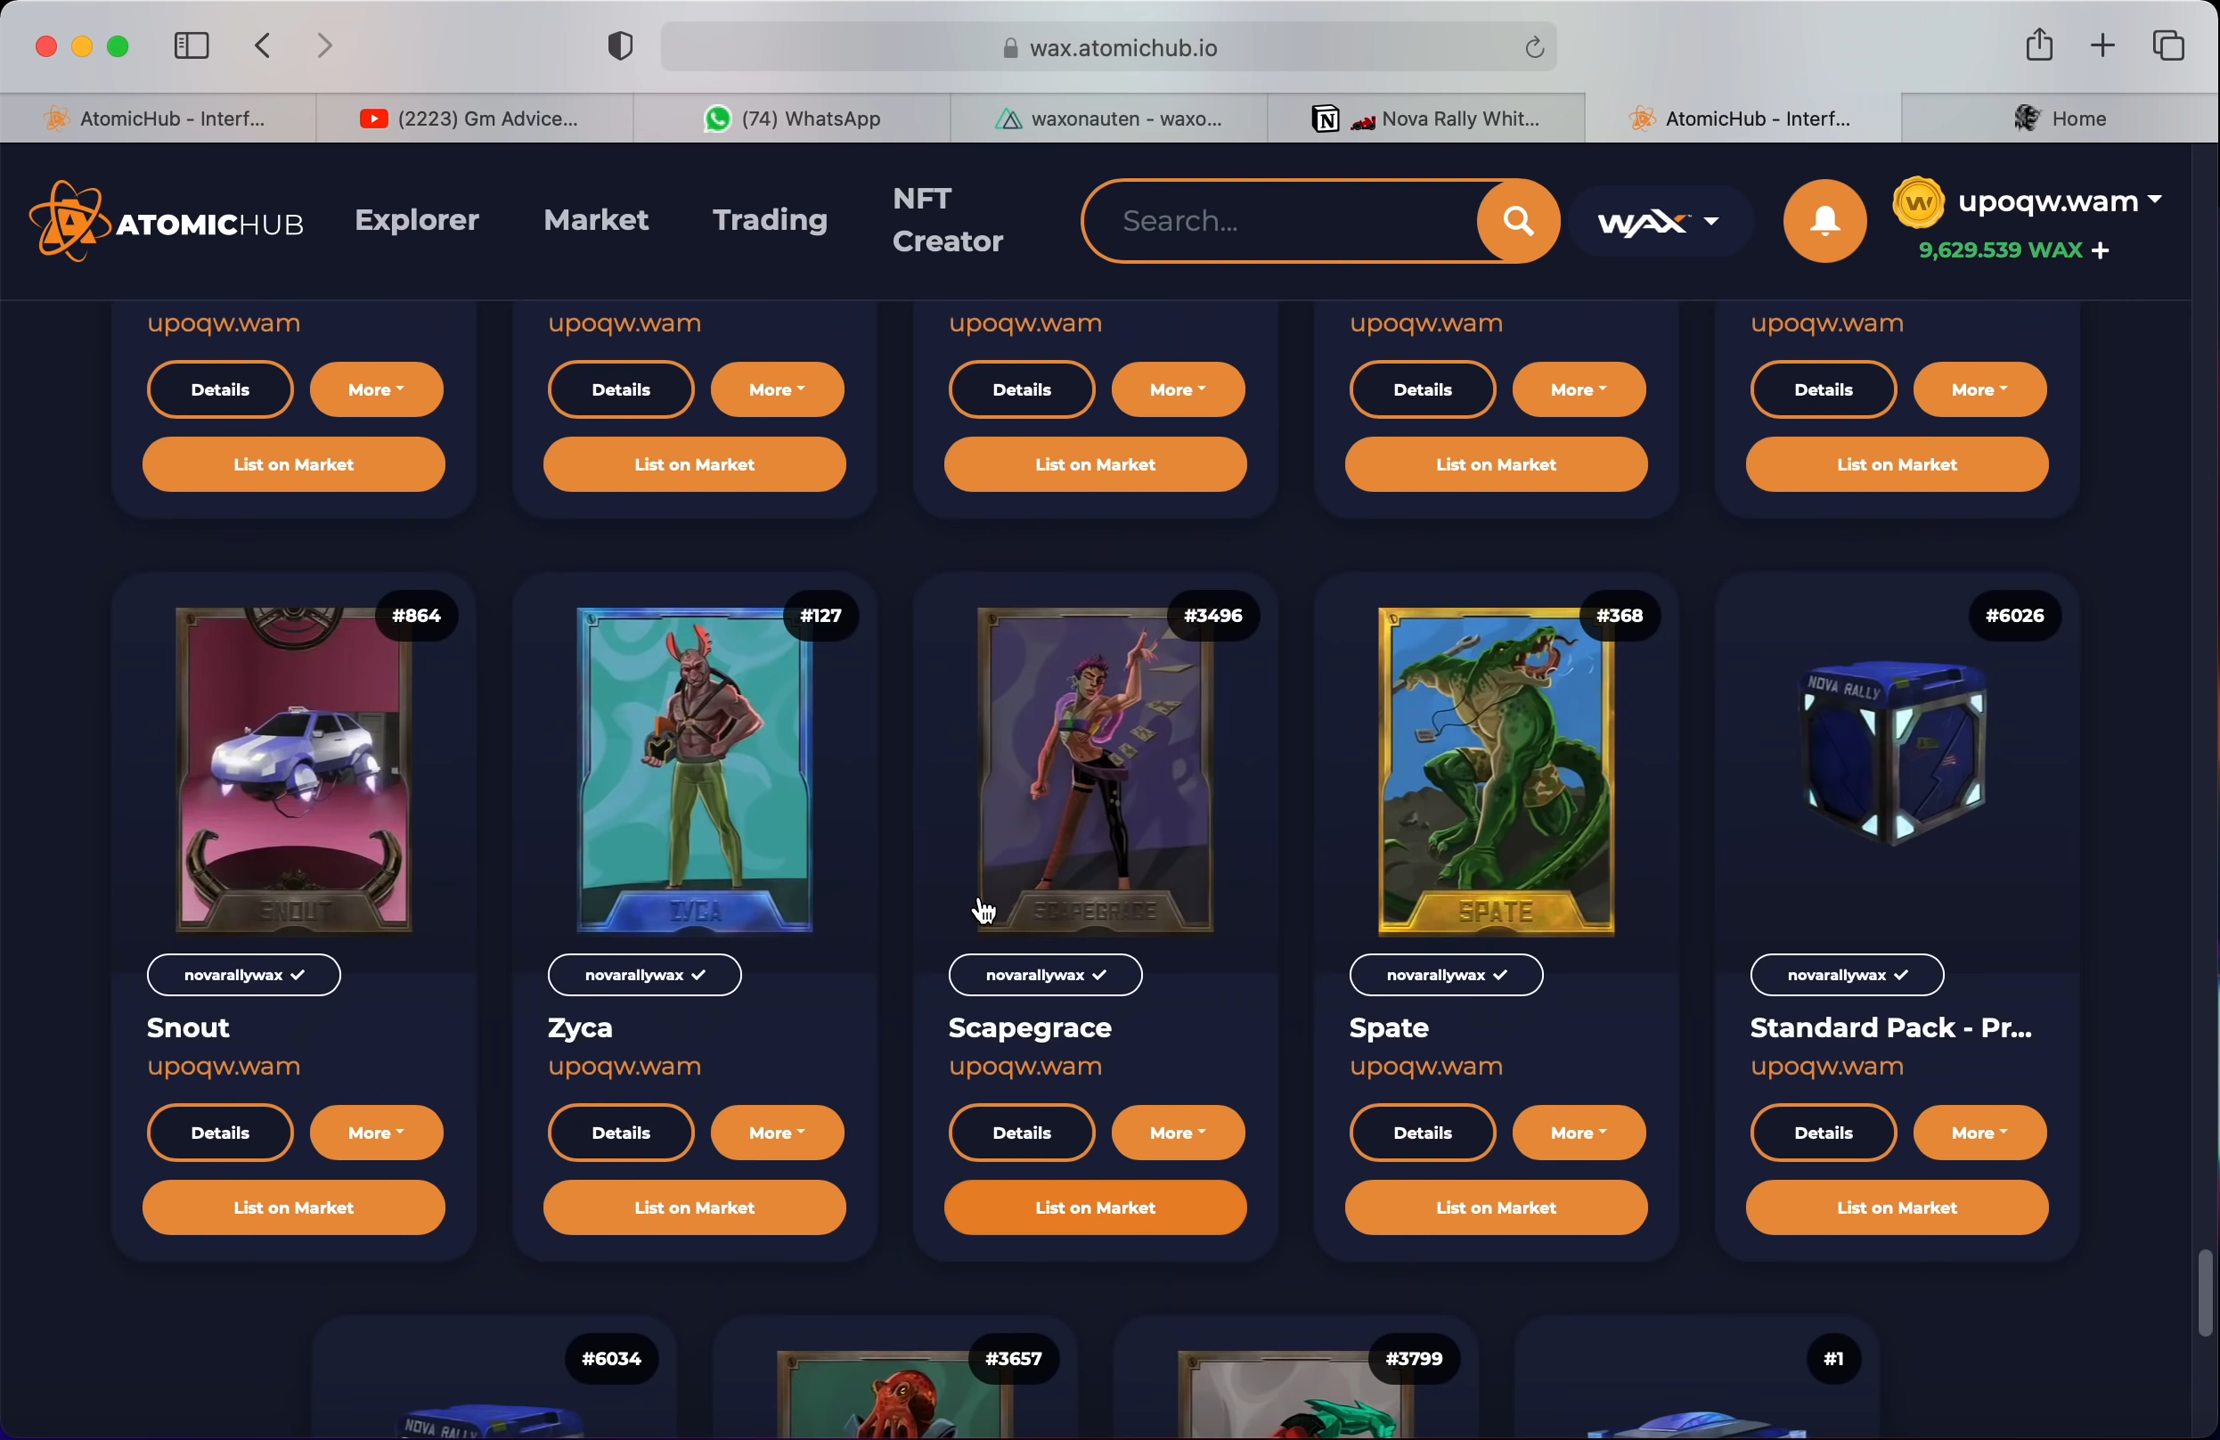 wax.atomichub.io
AtomicHub - Interf...
(2223) Gm Advice...
(74) WhatsApp
waxonauten - waxo...
Nova Rally Whit...
AtomicHub - Interf...
Home
ATOMICHUB
Explorer
Market
Trading
NFT
Creator
Search...
WAX
upoqw.wam
9,629.539 WAX +
upoqw.wam
upoqw.wam
upoqw.wam
upoqw.wam
upoqw.wam
Details More
Details More
Details More
Details More
Details More
List on Market
List on Market
List on Market
List on Market
List on Market
#864
#127
#3496
#368
#6026
NOVA RALLY
SNOUT
ZYCA
SCAPEGRACE
SPATE
novarallywax
novarallywax
novarallywax
novarallywax
novarallywax
Snout
Zyca
Scapegrace
Spate
Standard Pack - Pr...
upoqw.wam
upoqw.wam
upoqw.wam
upoqw.wam
upoqw.wam
Details More
Details More
Details More
Details More
Details More
List on Market
List on Market
List on Market
List on Market
List on Market
#6034
#3657
#3799
#1
NOVA RALLY